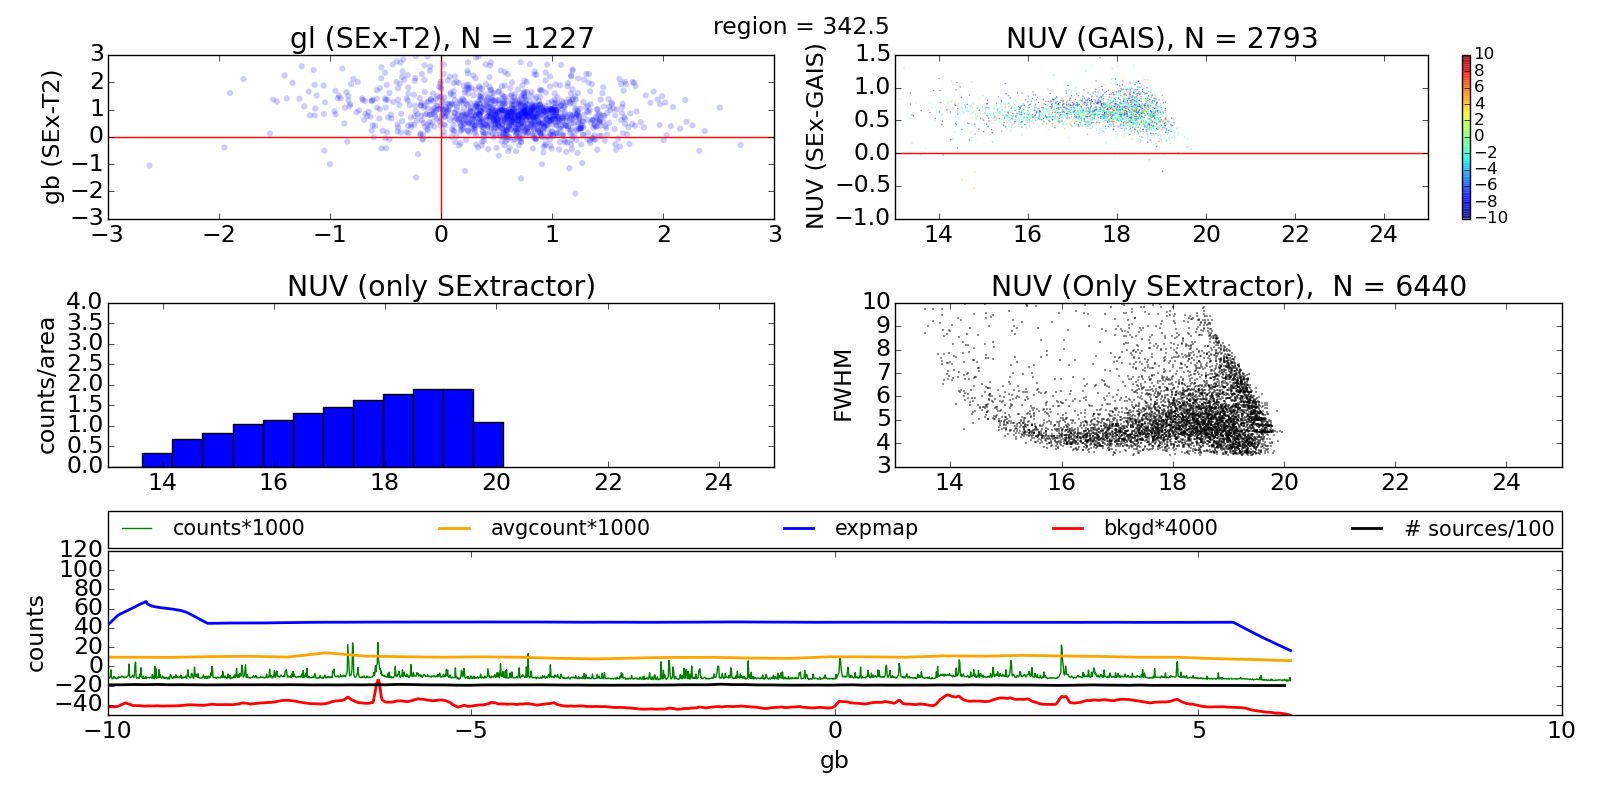 region = 342.5
gl (SEx-T2), N = 1227
gb (SEx-T2)
3
2
1
0
−1
−2
−3
−3 −2 −1 0 1 2 3
NUV (GAIS), N = 2793
NUV (SEx-GAIS)
1.5
1.0
0.5
0.0
−0.5
−1.0
14 16 18 20 22 24
10
8
6
4
2
0
−2
−4
−6
−8
−10
NUV (only SExtractor)
counts/area
4.0
3.5
3.0
2.5
2.0
1.5
1.0
0.5
0.0
14 16 18 20 22 24
NUV (Only SExtractor),  N = 6440
FWHM
10
9
8
7
6
5
4
3
14 16 18 20 22 24
counts*1000 avgcount*1000 expmap bkgd*4000 # sources/100
counts
120
100
80
60
40
20
0
−20
−40
−10 −5 0 5 10
gb